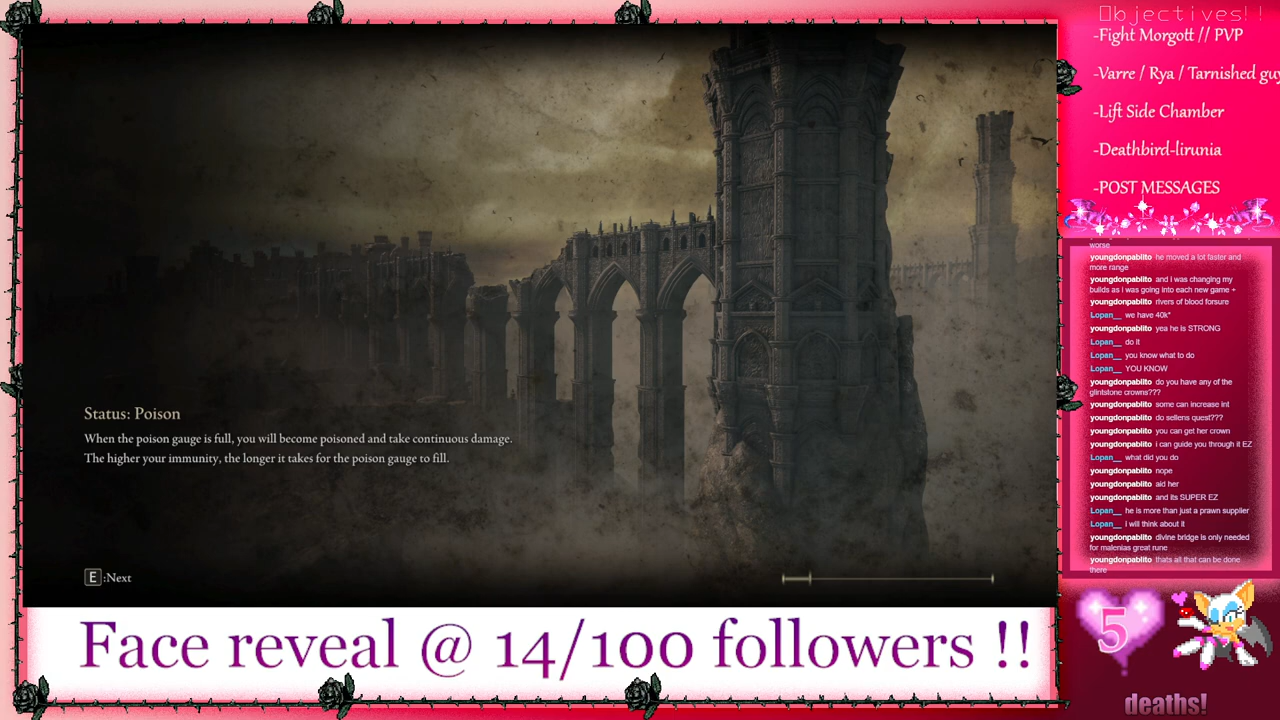 Objectives!!
-Fight Morgott // PVP
-Varre / Rya / Tarnished guy
-Lift Side Chamber
-Deathbird-lirunia
-POST MESSAGES
worse
youngdonpablito he moved a lot faster and
more range
youngdonpablito and i was changing my
builds as i was going into each new game +
youngdonpablito rivers of blood forsure
Lopan__ we have 40k*
youngdonpablito yea he is STRONG
Lopan__ do it
Lopan__ you know what to do
Lopan__ YOU KNOW
youngdonpablito do you have any of the
glintstone crowns???
youngdonpablito some can increase int
youngdonpablito do sellens quest???
youngdonpablito you can get her crown
youngdonpablito i can guide you through it EZ
Lopan__ what did you do
youngdonpablito nope
youngdonpablito aid her
youngdonpablito and its SUPER EZ
Lopan__ he is more than just a prawn supplier
Lopan__ i will think about it
youngdonpablito divine bridge is only needed
for malenias great rune
youngdonpablito thats all that can be done
there
Status: Poison
When the poison gauge is full, you will become poisoned and take continuous damage.
The higher your immunity, the longer it takes for the poison gauge to fill.
E:Next
Face reveal @ 14/100 followers !!
5
deaths!